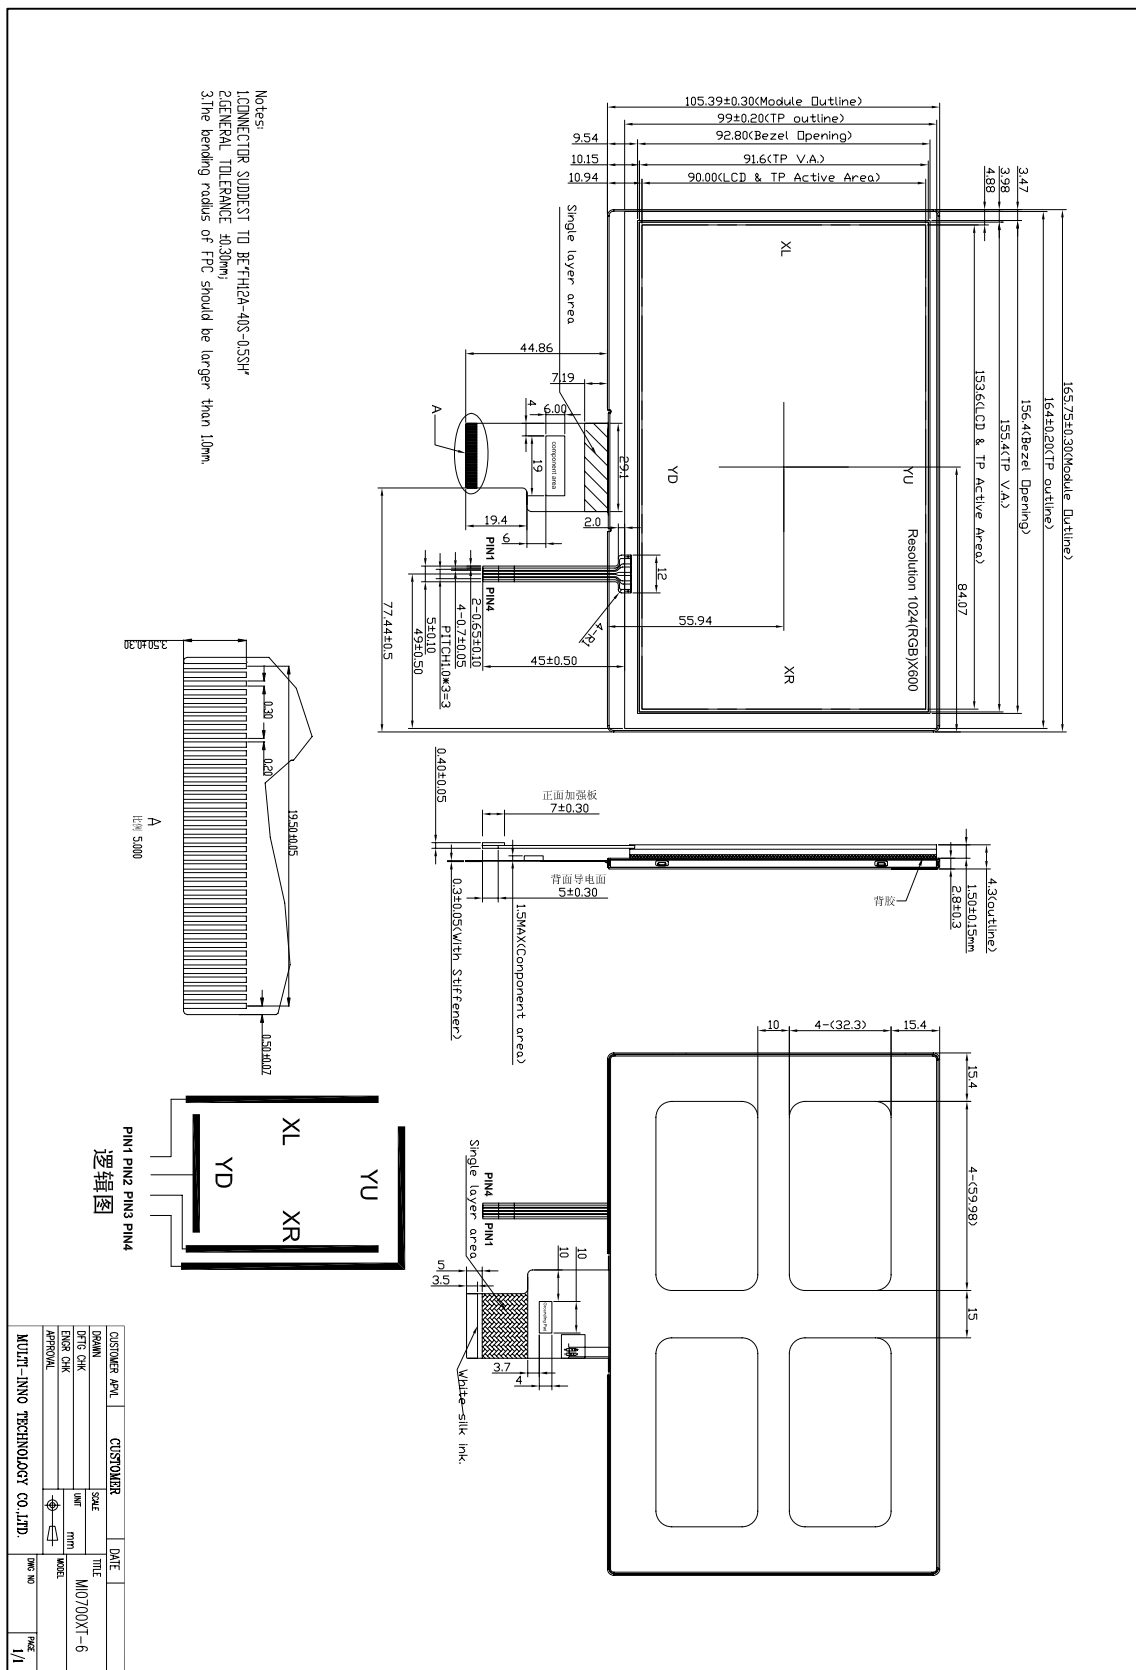 Notes:
1.CONNECTOR SUDDEST TO BE"FH12A-40S-0.5SH"
2.GENERAL TOLERANCE ±0.30mm;
3.The bending radius of FPC should be larger than 1.0mm.
105.39±0.30(Module Outline)
99±0.20(TP outline)
92.80(Bezel Opening)
91.6(TP V.A.)
90.00(LCD & TP Active Area)
9.54
10.15
10.94
3.47
3.98
4.88
165.75±0.30(Module Outline)
164±0.20(TP outline)
156.4(Bezel Opening)
155.4(TP V.A.)
153.6(LCD & TP Active Area)
84.07
XL
YU
YD
XR
Resolution 1024(RGB)X600
Single layer area
44.86
7.19
6.00
4
component area
19
29.1
A
19.4
6
2.0
12
PIN1
PIN4
4-R1
55.94
45±0.50
2-0.65±0.10
4-0.7±0.05
PITCH1.0*3=3
5±0.10
49±0.50
77.44±0.5
3.50±0.30
0.30
0.20
19.50±0.05
0.50±0.07
A
比例 5.000
0.40±0.05
正面加强板
7±0.30
背面导电面
5±0.30
0.3±0.05(With Stiffener)
1.5MAX(Component area)
背胶
4.3(outline)
1.50±0.15mm
2.8±0.3
10
4-(32.3)
15.4
15.4
4-(59.98)
15
Single layer area
PIN4
PIN1
10
10
5
3.5
3.7
4
White silk ink.
XL
YU
YD
XR
PIN1 PIN2 PIN3 PIN4
逻辑图
CUSTOMER APVL
CUSTOMER
DATE
DRAWN
DFTG CHK
ENGR CHK
APPROVAL
SCALE
UNIT
mm
TITLE
MI0700XT-6
MODEL
MULTI-INNO TECHNOLOGY CO.,LTD.
DWG NO
PAGE
1/1